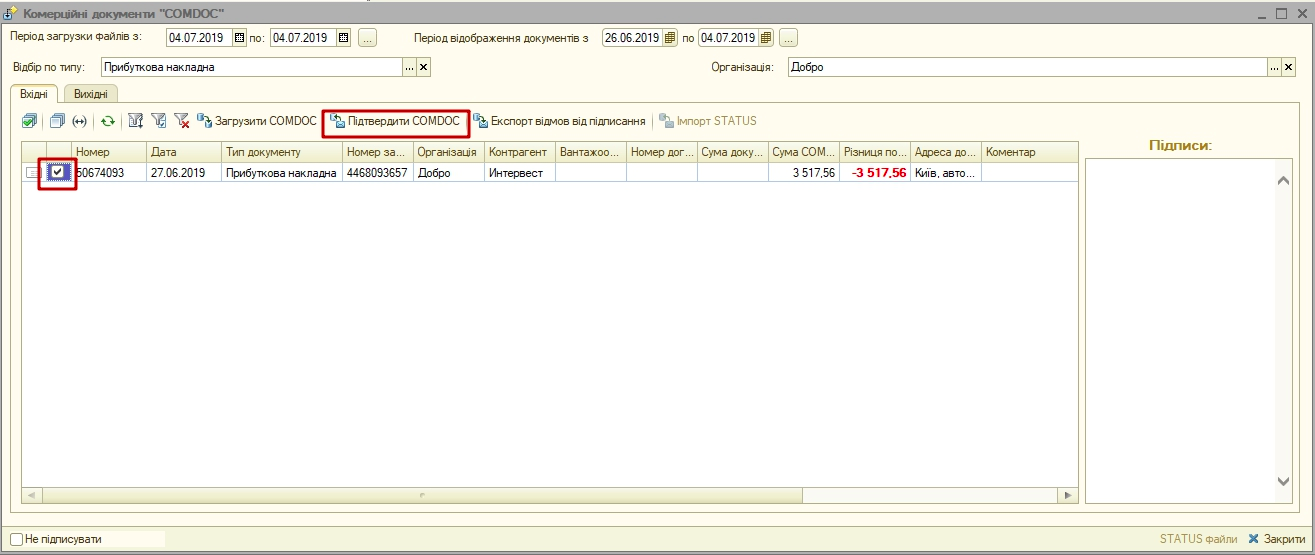 Комерційні документи "COMDOC"
Період загрузки файлів з: 04.07.2019 по: 04.07.2019 ... Період відображення документів з 26.06.2019 по 04.07.2019 ...
Відбір по типу: Прибуткова накладна ... x Організація: Добро ... x
Вхідні Вихідні
Загрузити COMDOC Підтвердити COMDOC Експорт відмов від підписання Імпорт STATUS
Номер Дата Тип документу Номер за... Організація Контрагент Вантажоо... Номер дог... Сума доку... Сума COM... Різниця по... Адреса до... Коментар Підписи:
50674093 27.06.2019 Прибуткова накладна 4468093657 Добро Интервест 3 517,56 -3 517,56 Київ, авто...
Не підписувати STATUS файли Закрити